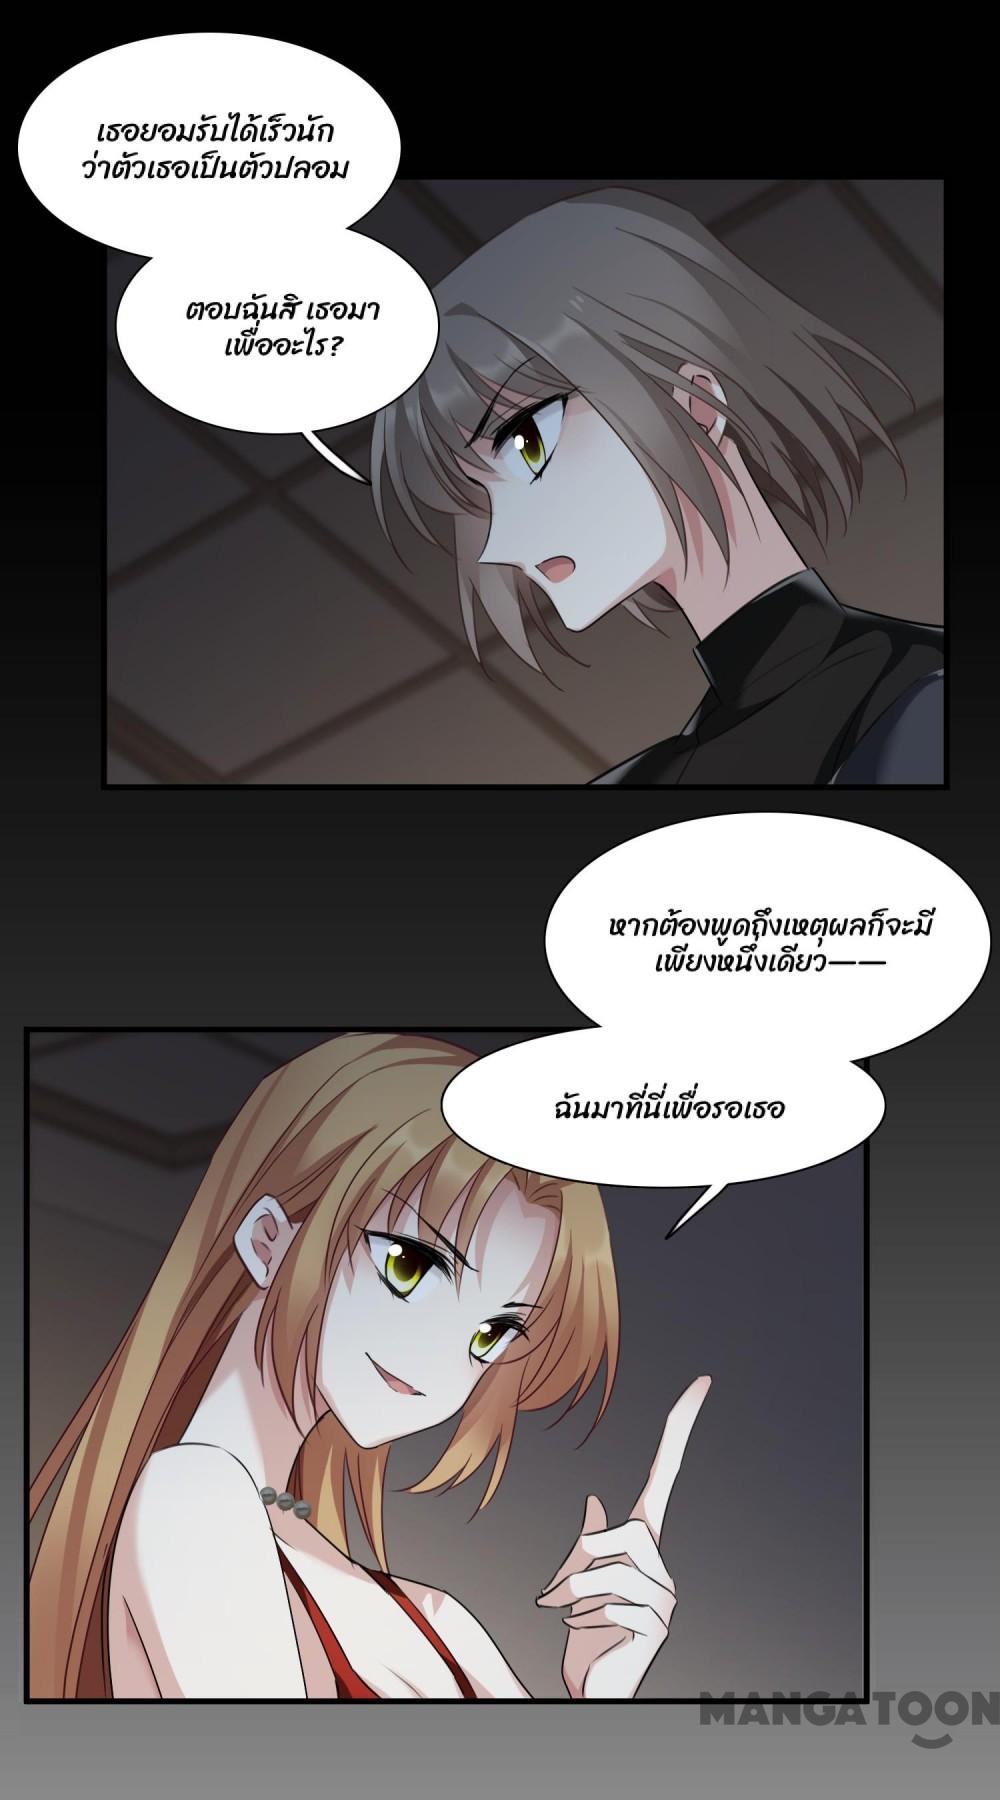 เธอยอมรับได้เร็วนัก
ว่าตัวเธอเป็นตัวปลอม
ตอบฉันสิ เธอมา
เพื่ออะไร?
หากต้องพูดถึงเหตุผลก็จะมี
เพียงหนึ่งเดียว——
ฉันมาที่นี่เพื่อรอเธอ
MANGATOON